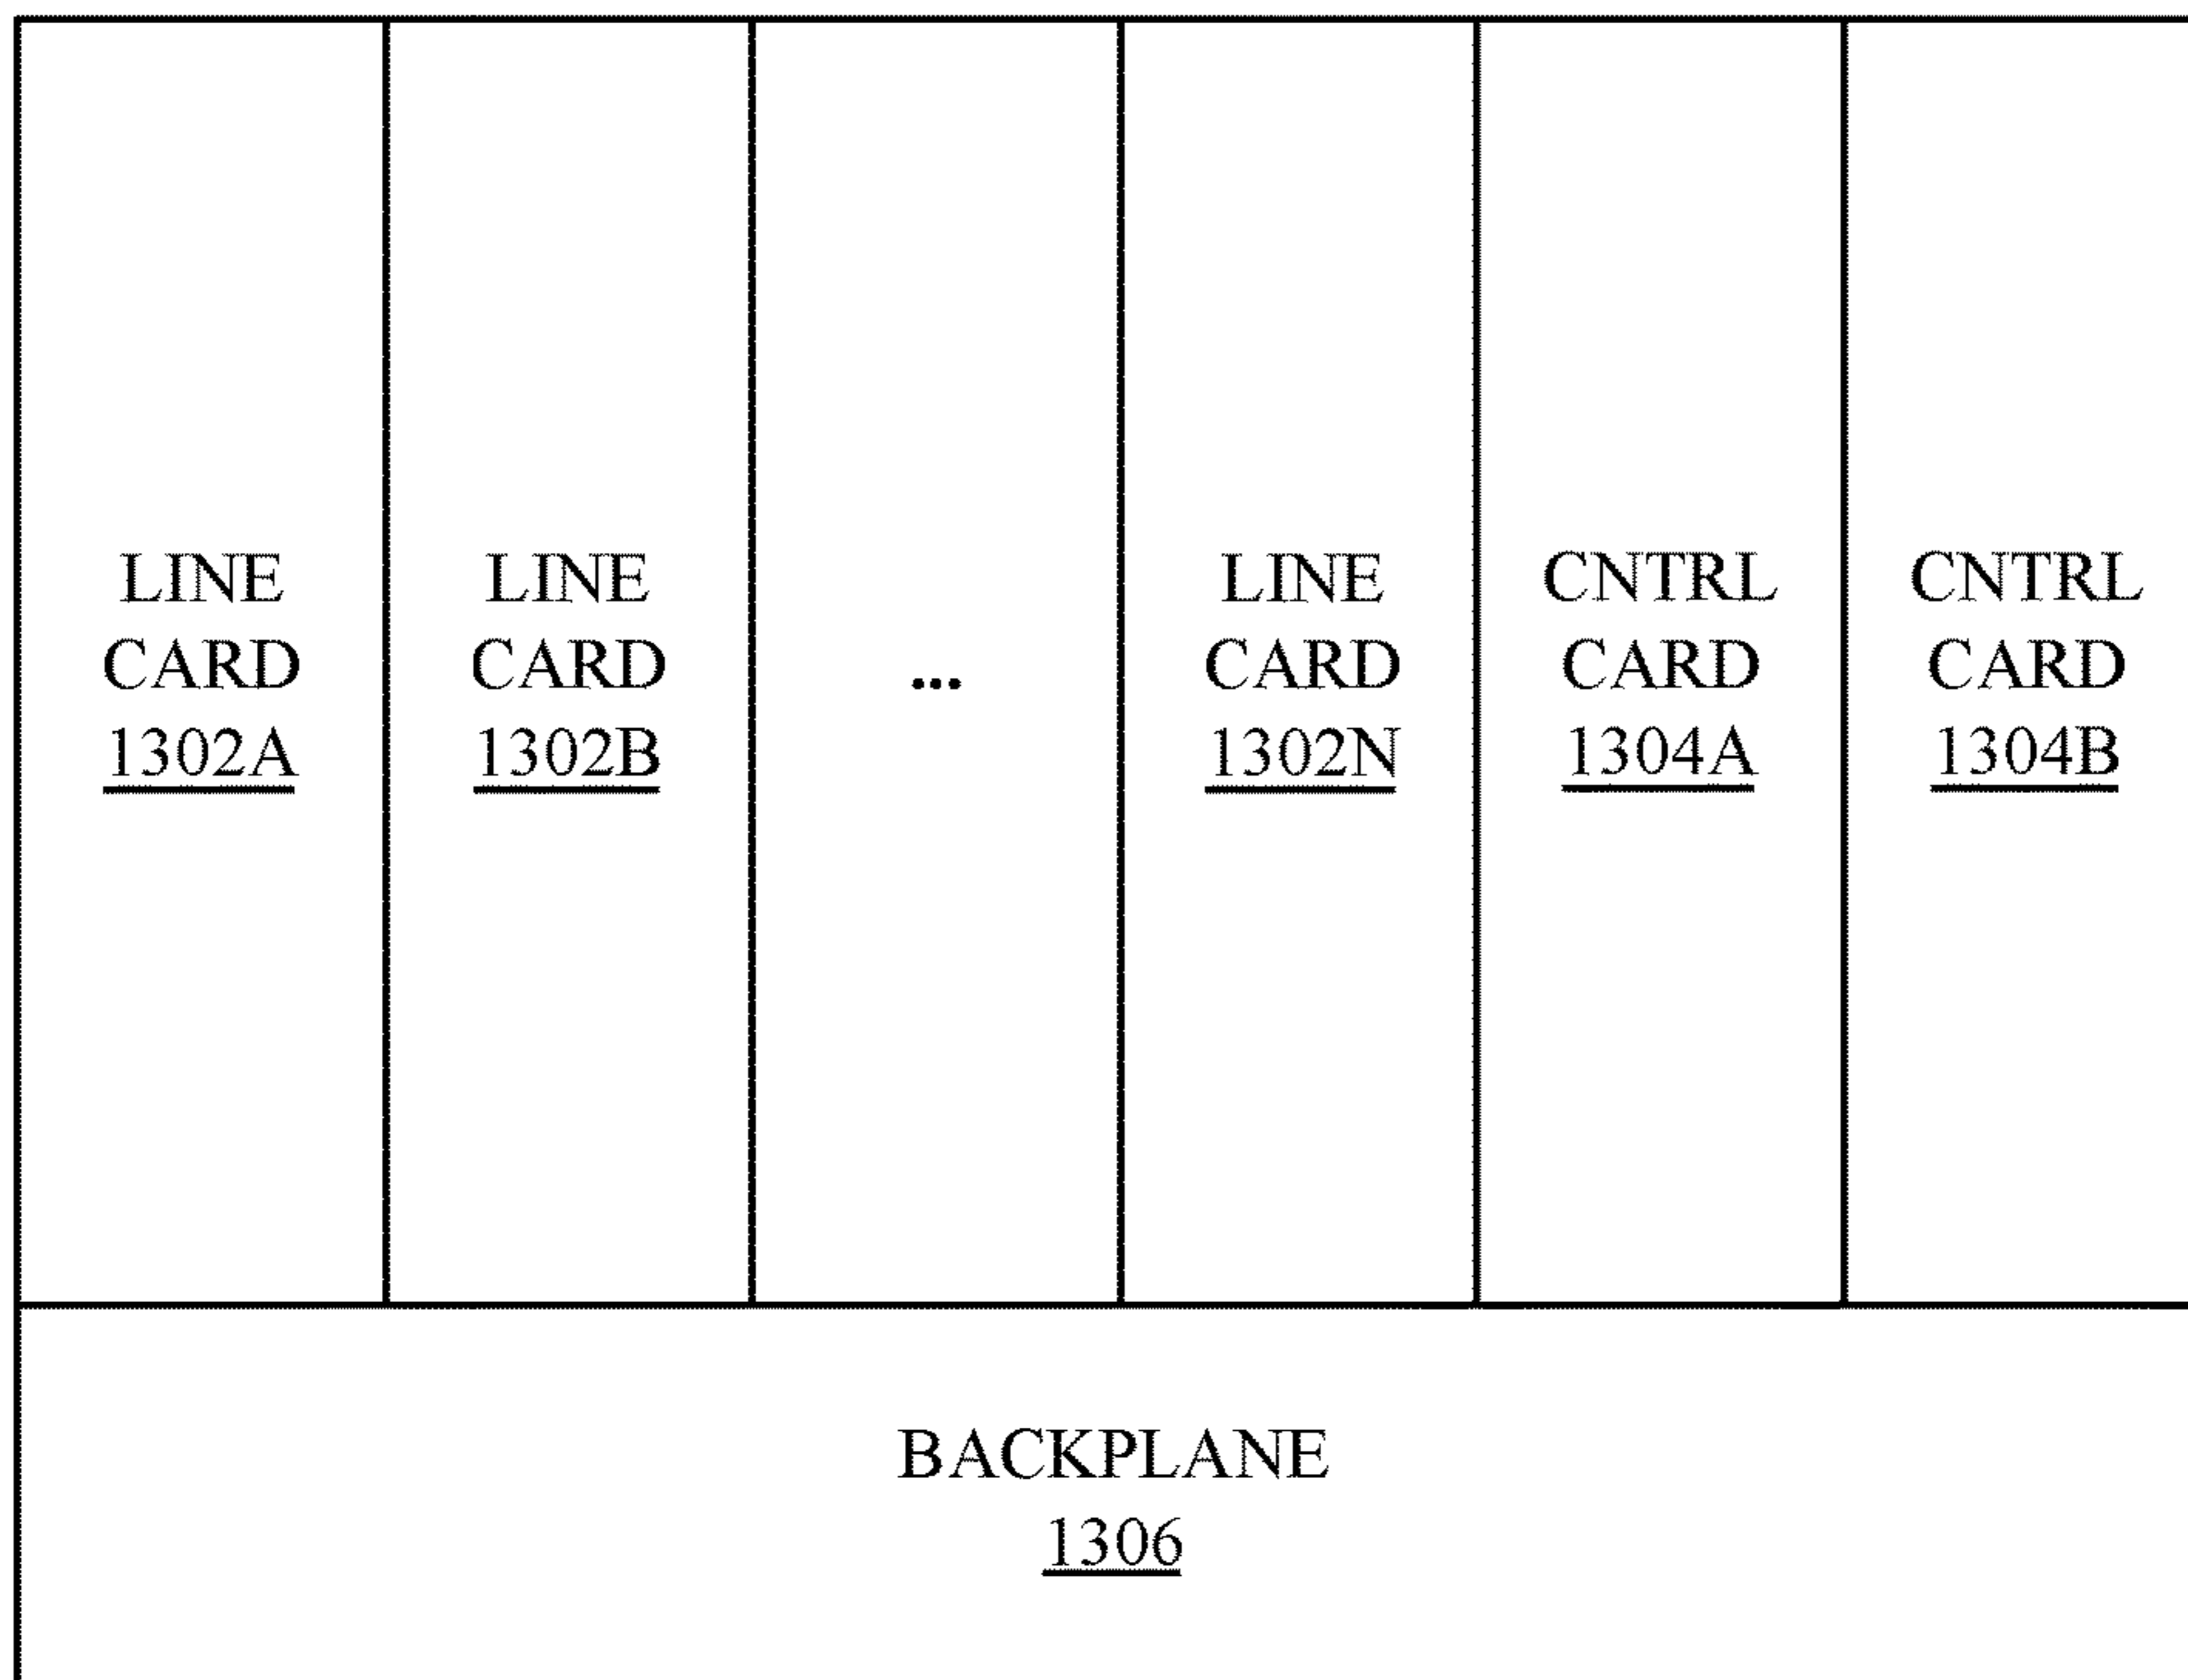 LINE
CARD
1302A
LINE
CARD
1302B
...
LINE
CARD
1302N
CNTRL
CARD
1304A
CNTRL
CARD
1304B
BACKPLANE
1306